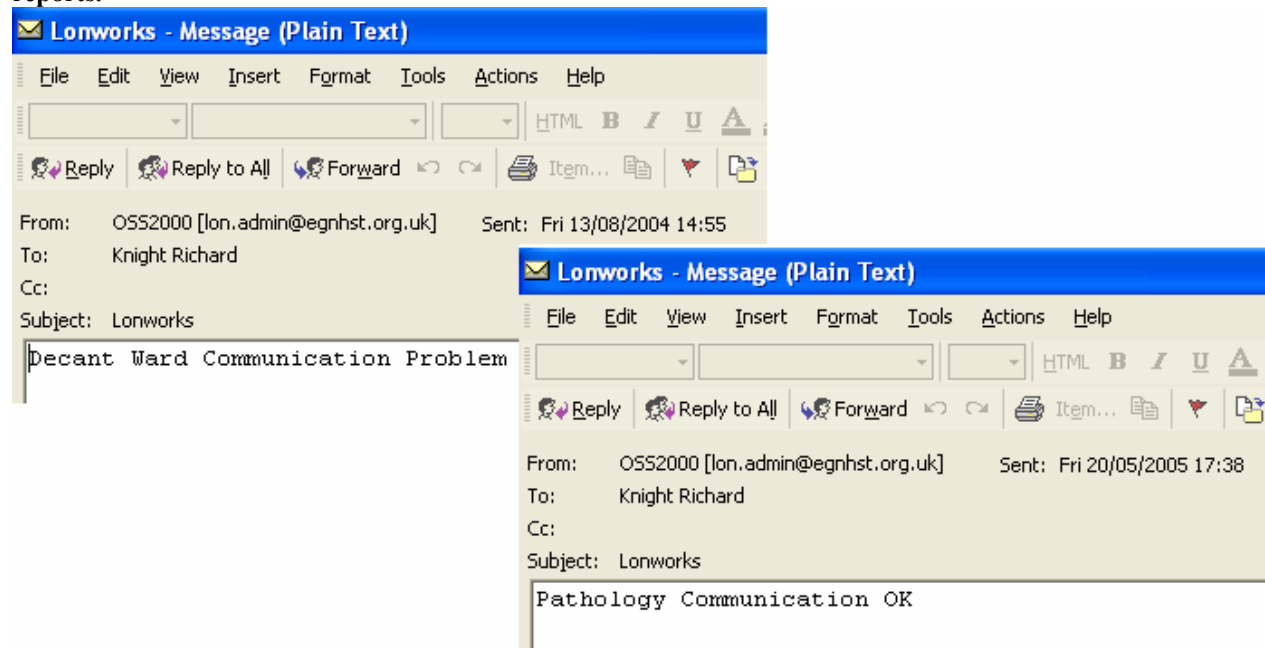 reports.
Lonworks - Message (Plain Text)
File Edit View Insert Format Tools Actions Help
HTML B I U A
Reply Reply to All Forward Item...
From: OSS2000 [lon.admin@egnhst.org.uk] Sent: Fri 13/08/2004 14:55
To: Knight Richard
Cc:
Subject: Lonworks
Decant Ward Communication Problem
Lonworks - Message (Plain Text)
File Edit View Insert Format Tools Actions Help
HTML B I U A
Reply Reply to All Forward Item...
From: OSS2000 [lon.admin@egnhst.org.uk] Sent: Fri 20/05/2005 17:38
To: Knight Richard
Cc:
Subject: Lonworks
Pathology Communication OK